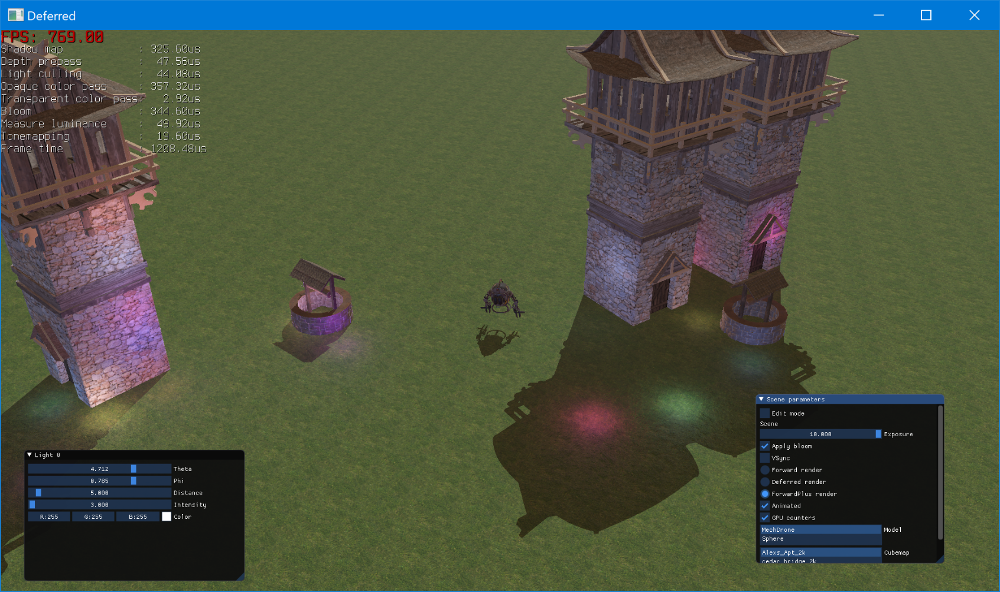 Deferred
FPS: 769.00
Shadow map : 325.60us
Depth prepass : 47.56us
Light culling : 44.08us
Opaque color pass : 357.32us
Transparent color pass: 2.92us
Bloom : 344.60us
Measure luminance : 49.92us
Tonemapping : 19.60us
Frame time : 1208.48us
Scene parameters
Edit mode
Scene
10.000 Exposure
Apply bloom
VSync
Forward render
Deferred render
ForwardPlus render
Animated
GPU counters
MechDrone Model
Sphere
Alexs_Apt_2k Cubemap
cedar_bridge_2k
Light 0
4.712 Theta
0.785 Phi
5.000 Distance
3.000 Intensity
R:255 G:255 B:255 Color